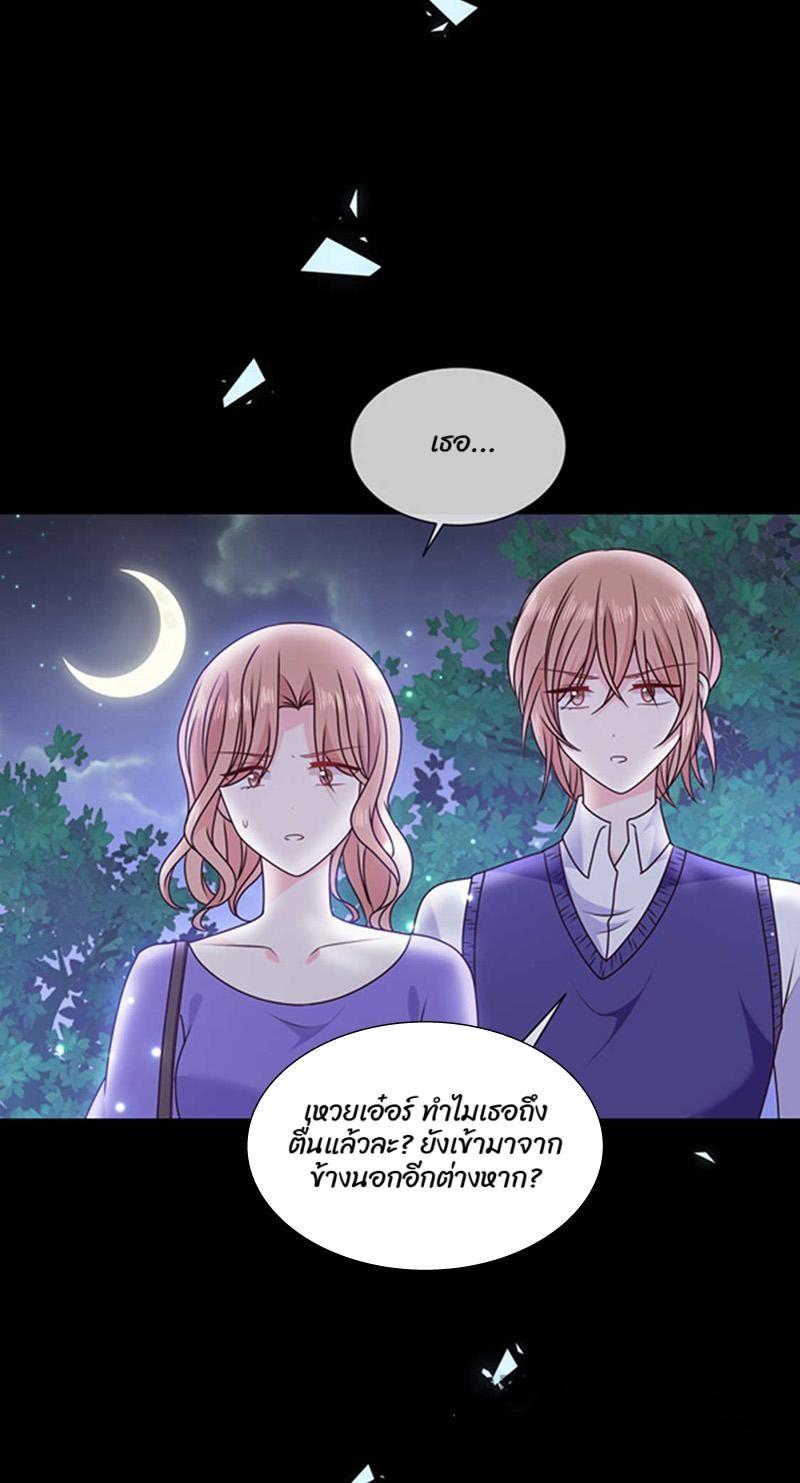 เธอ...
เหวยเอ๋อร์ ทำไมเธอถึง
ตื่นแล้วละ? ยังเข้ามาจาก
ข้างนอกอีกต่างหาก?